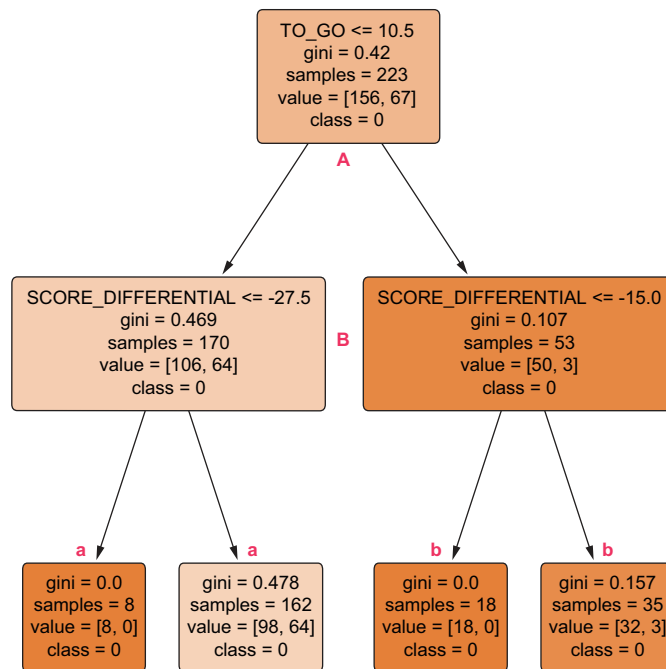 TO_GO <= 10.5
gini = 0.42
samples = 223
value = [156, 67]
class = 0
A
SCORE_DIFFERENTIAL <= -27.5
gini = 0.469
samples = 170
value = [106, 64]
class = 0
B
SCORE_DIFFERENTIAL <= -15.0
gini = 0.107
samples = 53
value = [50, 3]
class = 0
a
gini = 0.0
samples = 8
value = [8, 0]
class = 0
a
gini = 0.478
samples = 162
value = [98, 64]
class = 0
b
gini = 0.0
samples = 18
value = [18, 0]
class = 0
b
gini = 0.157
samples = 35
value = [32, 3]
class = 0